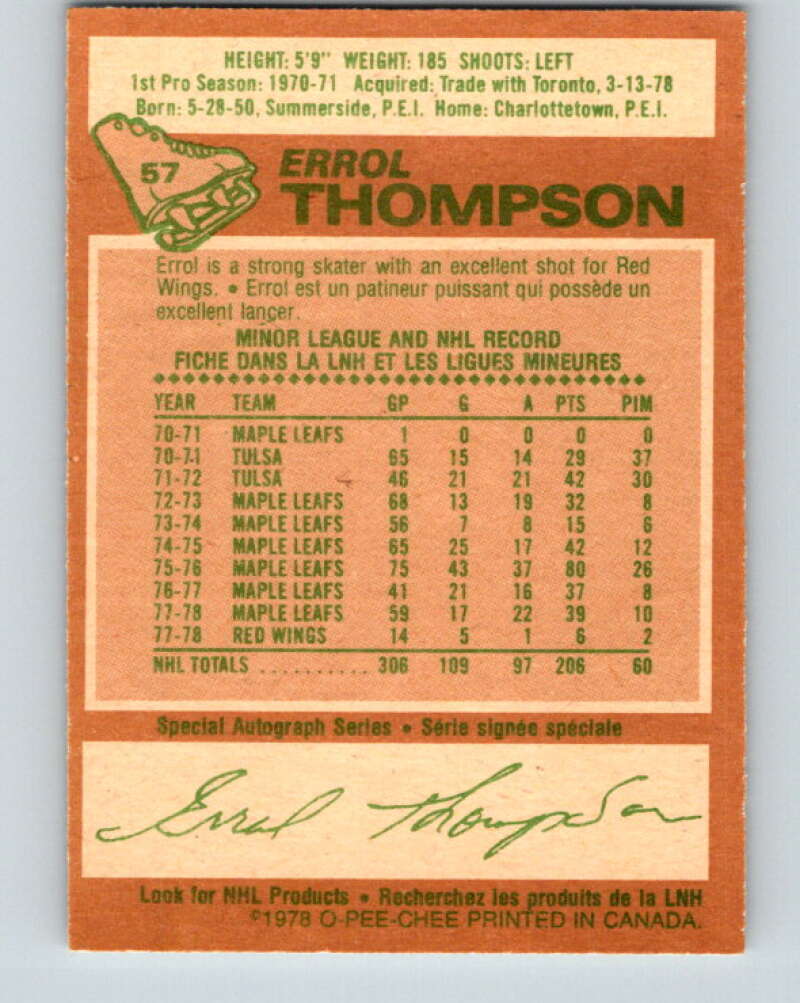 HEIGHT: 5'9" WEIGHT: 185 SHOOTS: LEFT
1st Pro Season: 1970-71 Acquired: Trade with Toronto, 3-13-78
Born: 5-28-50, Summerside, P.E.I. Home: Charlottetown, P.E.I.
57
ERROL
THOMPSON
Errol is a strong skater with an excellent shot for Red
Wings. • Errol est un patineur puissant qui possède un
excellent lancer.
MINOR LEAGUE AND NHL RECORD
FICHE DANS LA LNH ET LES LIGUES MINEURES
YEAR TEAM GP G A PTS PIM
70-71 MAPLE LEAFS 1 0 0 0 0
70-71 TULSA 65 15 14 29 37
71-72 TULSA 46 21 21 42 30
72-73 MAPLE LEAFS 68 13 19 32 8
73-74 MAPLE LEAFS 56 7 8 15 6
74-75 MAPLE LEAFS 65 25 17 42 12
75-76 MAPLE LEAFS 75 43 37 80 26
76-77 MAPLE LEAFS 41 21 16 37 8
77-78 MAPLE LEAFS 59 17 22 39 10
77-78 RED WINGS 14 5 1 6 2
NHL TOTALS .......... 306 109 97 206 60
Special Autograph Series • Série signée spéciale
Errol Thompson
Look for NHL Products • Recherchez les produits de la LNH
©1978 O-PEE-CHEE PRINTED IN CANADA.